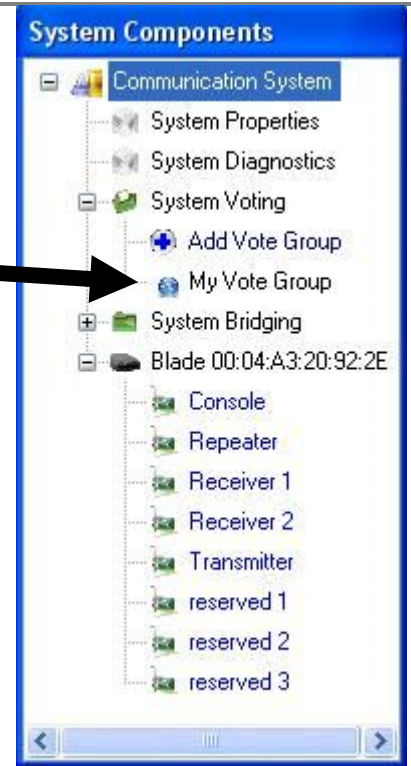 System Components
Communication System
System Properties
System Diagnostics
System Voting
Add Vote Group
My Vote Group
System Bridging
Blade 00:04:A3:20:92:2E
Console
Repeater
Receiver 1
Receiver 2
Transmitter
reserved 1
reserved 2
reserved 3